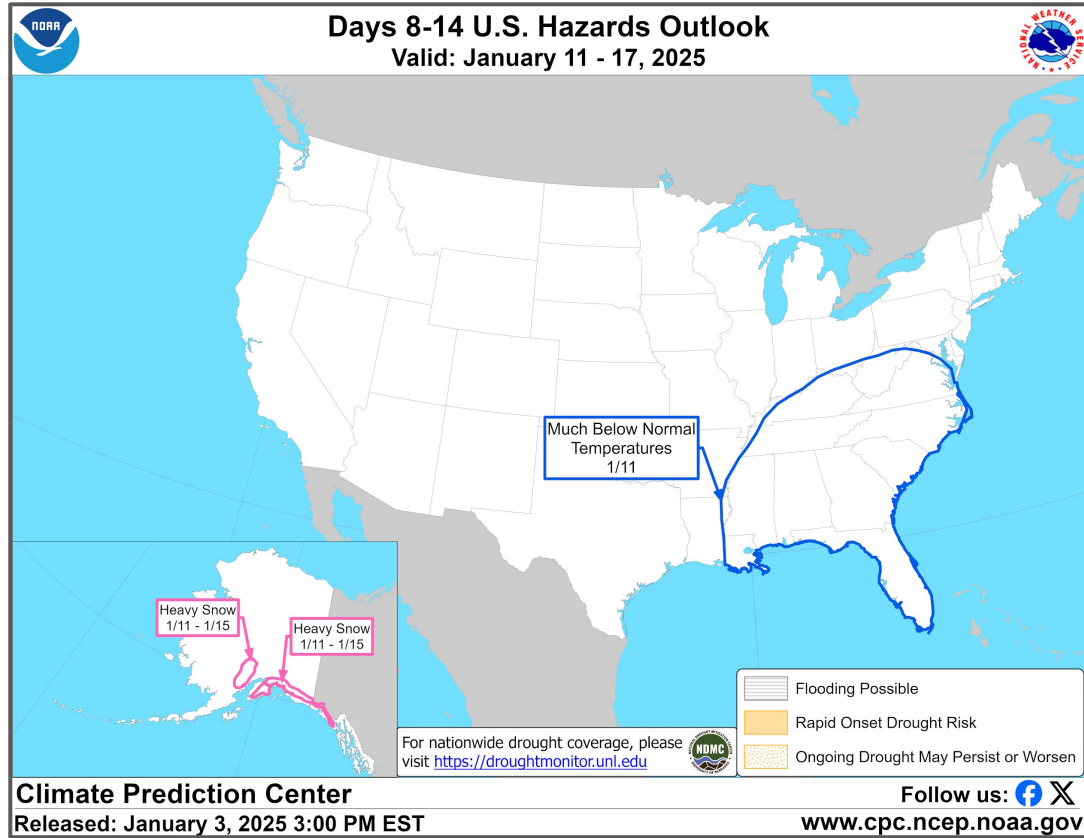 NOAA
Days 8-14 U.S. Hazards Outlook
Valid: January 11 - 17, 2025
NATIONAL WEATHER SERVICE
Much Below Normal
Temperatures
1/11
Heavy Snow
1/11 - 1/15
Heavy Snow
1/11 - 1/15
Flooding Possible
Rapid Onset Drought Risk
Ongoing Drought May Persist or Worsen
For nationwide drought coverage, please
visit https://droughtmonitor.unl.edu
NDMC
Climate Prediction Center
Follow us:
Released: January 3, 2025 3:00 PM EST
www.cpc.ncep.noaa.gov